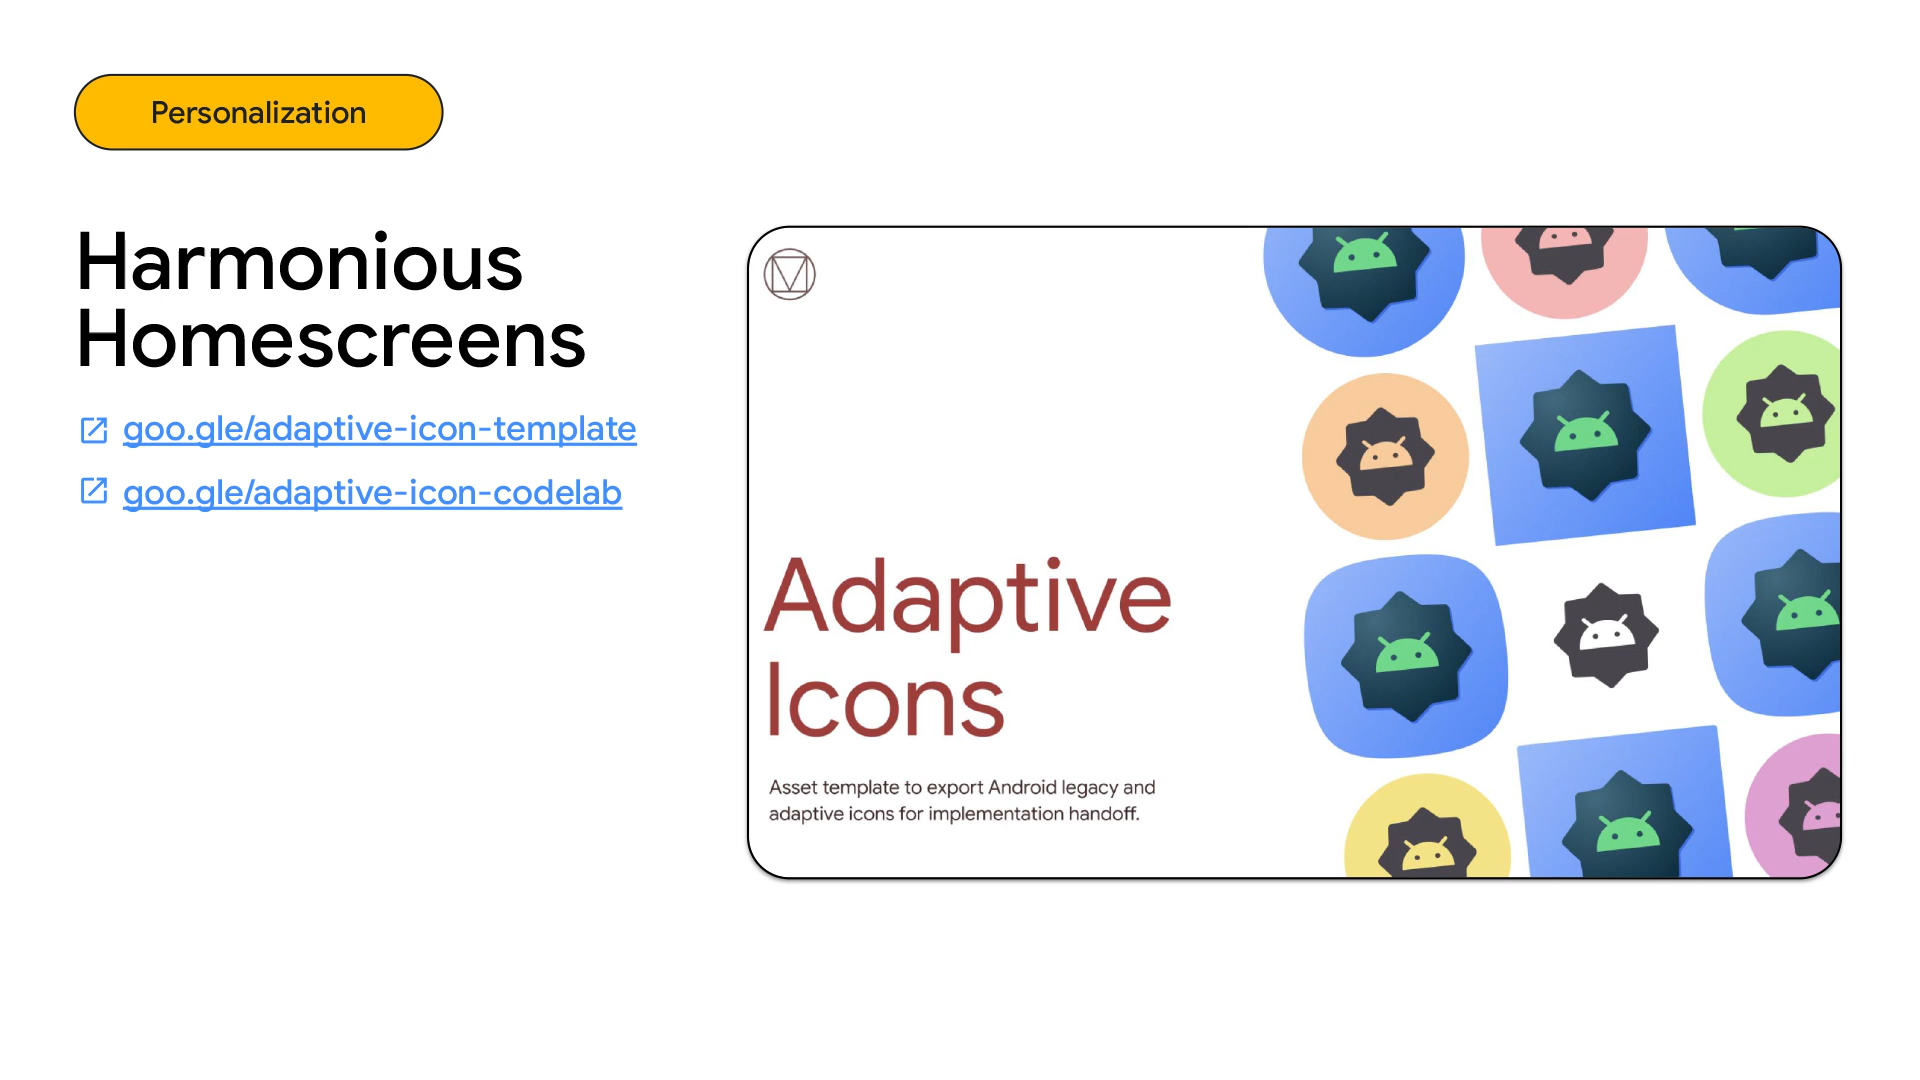 Personalization
Harmonious
Homescreens
goo.gle/adaptive-icon-template
goo.gle/adaptive-icon-codelab
Adaptive
Icons
Asset template to export Android legacy and
adaptive icons for implementation handoff.